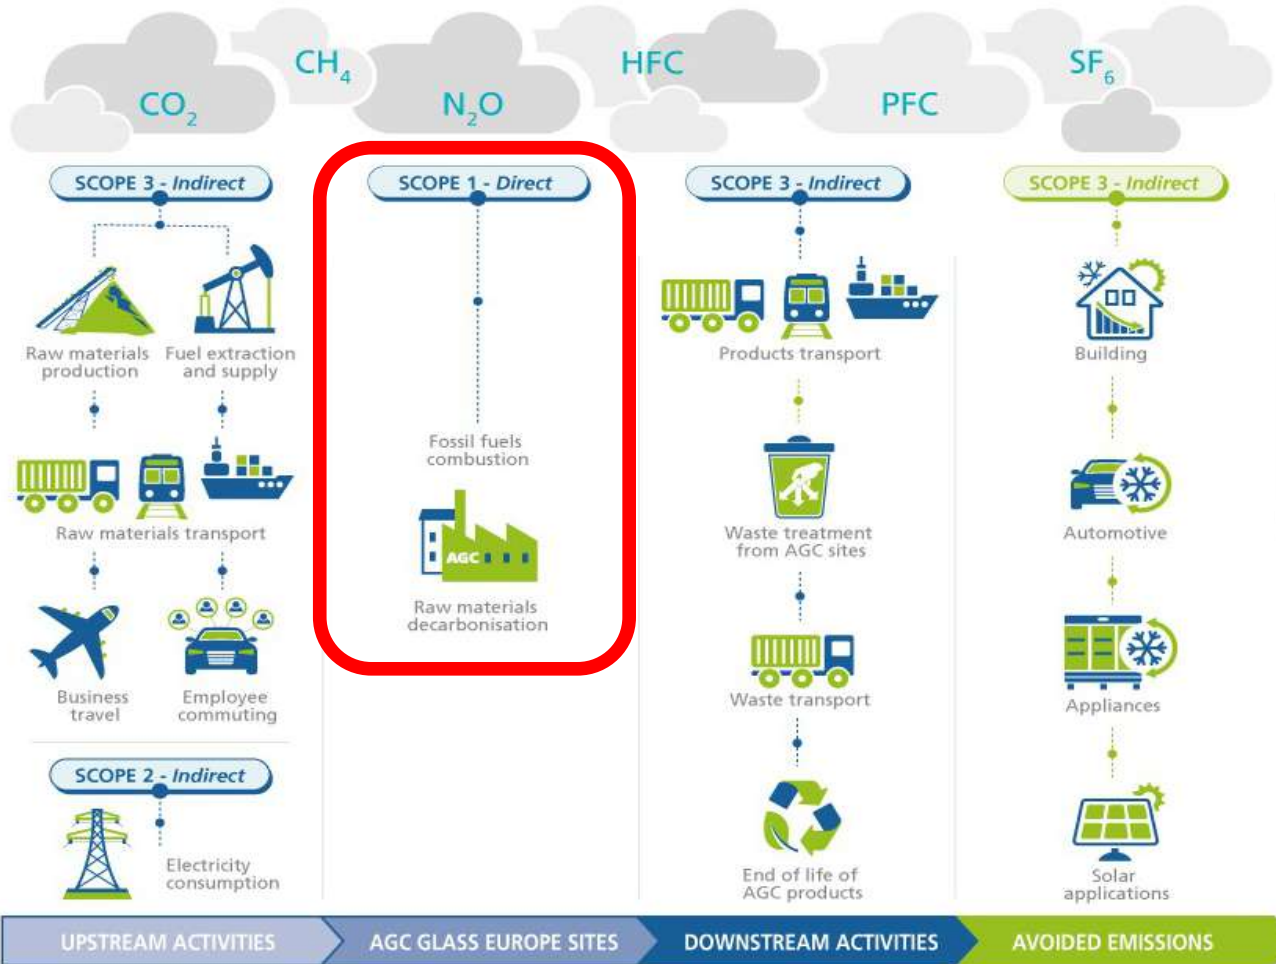 CH4
HFC
SF6
CO2
N2O
PFC
SCOPE 3 - Indirect
Raw materials
production
Fuel extraction
and supply
Raw materials transport
Business
travel
Employee
commuting
SCOPE 2 - Indirect
Electricity
consumption
SCOPE 1 - Direct
Fossil fuels
combustion
AGC
Raw materials
decarbonisation
SCOPE 3 - Indirect
Products transport
Waste treatment
from AGC sites
Waste transport
End of life of
AGC products
SCOPE 3 - Indirect
Building
Automotive
Appliances
Solar
applications
UPSTREAM ACTIVITIES
AGC GLASS EUROPE SITES
DOWNSTREAM ACTIVITIES
AVOIDED EMISSIONS